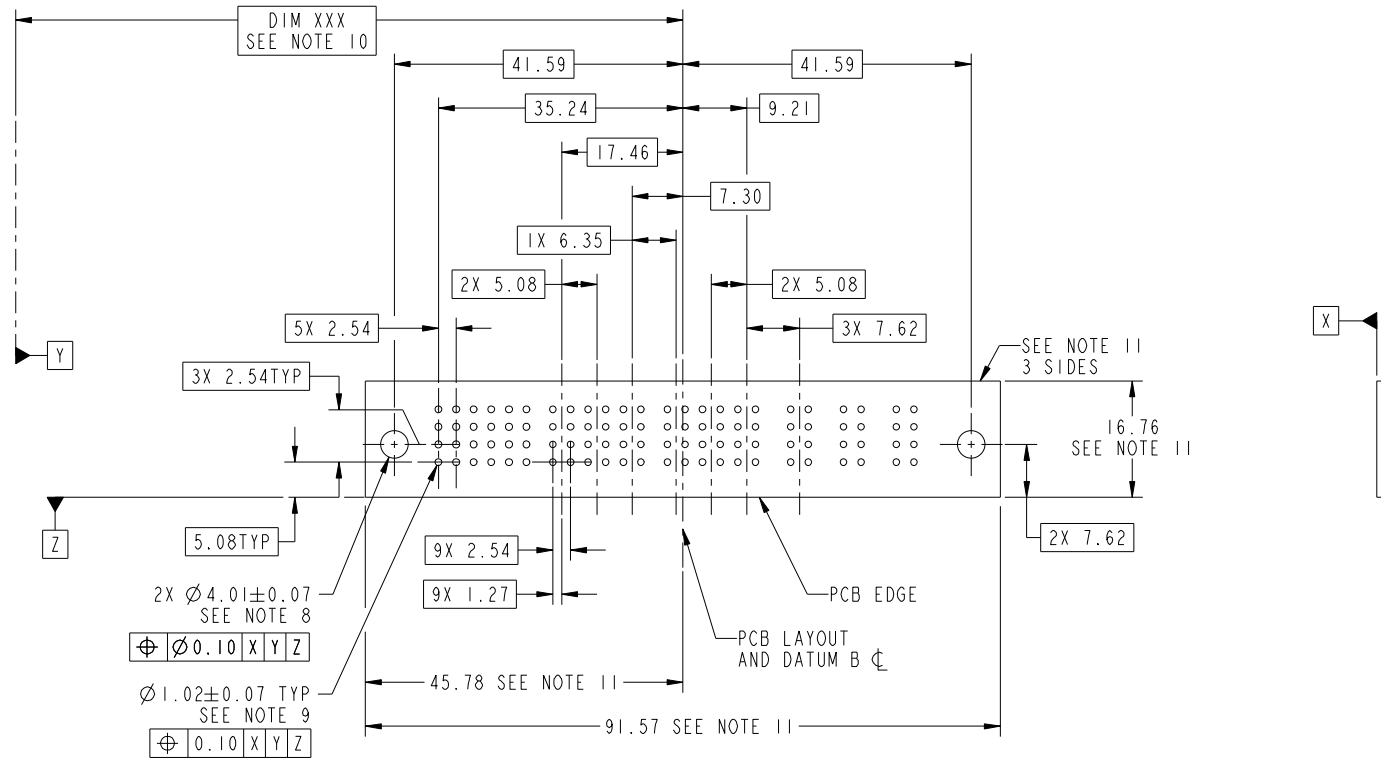 DIM XXX
SEE NOTE 10
41.59
41.59
35.24
9.21
17.46
7.30
1X 6.35
2X 5.08
2X 5.08
5X 2.54
3X 7.62
X
Y
SEE NOTE 11
3 SIDES
3X 2.54TYP
16.76
SEE NOTE 11
Z
5.08TYP
9X 2.54
2X 7.62
2X Ø4.01±0.07
SEE NOTE 8
9X 1.27
PCB EDGE
⌖ Ø0.10 X Y Z
PCB LAYOUT
AND DATUM B ℄
Ø1.02±0.07 TYP
SEE NOTE 9
45.78 SEE NOTE 11
⌖ 0.10 X Y Z
91.57 SEE NOTE 11